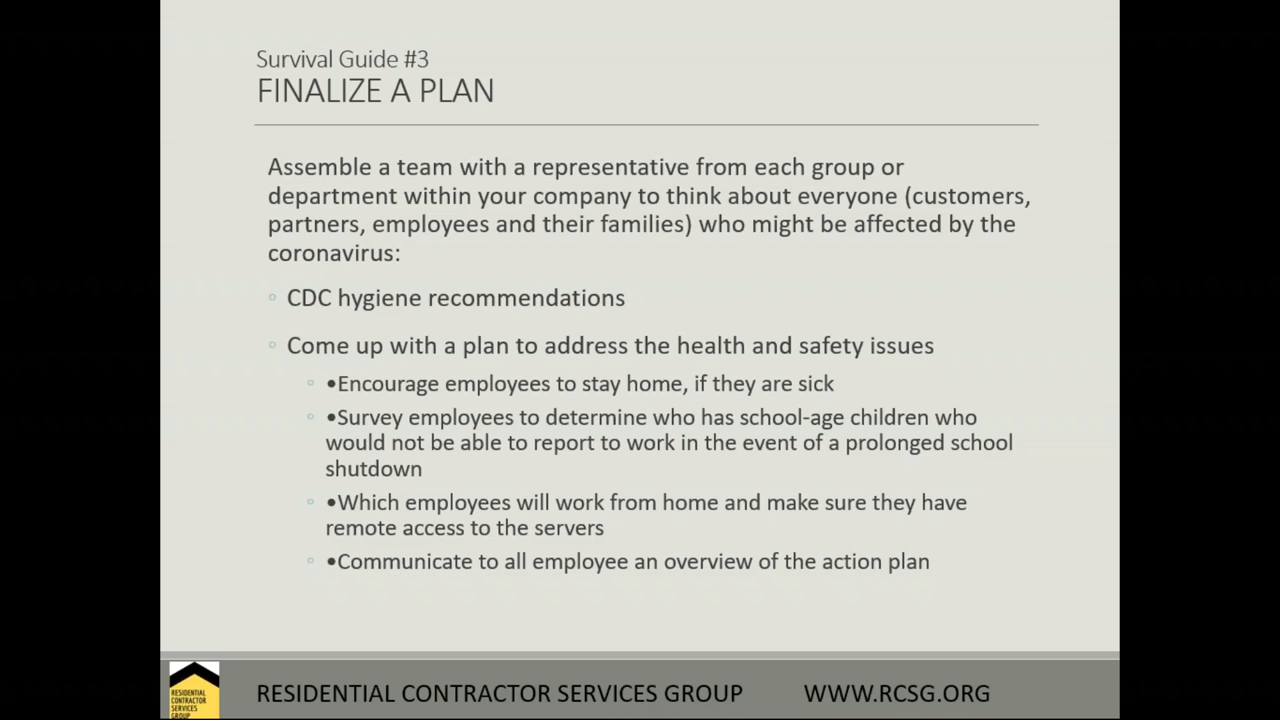 Survival Guide #3
FINALIZE A PLAN
Assemble a team with a representative from each group or
department within your company to think about everyone (customers,
partners, employees and their families) who might be affected by the
coronavirus:
◦ CDC hygiene recommendations
◦ Come up with a plan to address the health and safety issues
◦ •Encourage employees to stay home, if they are sick
◦ •Survey employees to determine who has school-age children who
would not be able to report to work in the event of a prolonged school
shutdown
◦ •Which employees will work from home and make sure they have
remote access to the servers
◦ •Communicate to all employee an overview of the action plan
RESIDENTIAL
CONTRACTOR
SERVICES
GROUP
RESIDENTIAL CONTRACTOR SERVICES GROUP WWW.RCSG.ORG